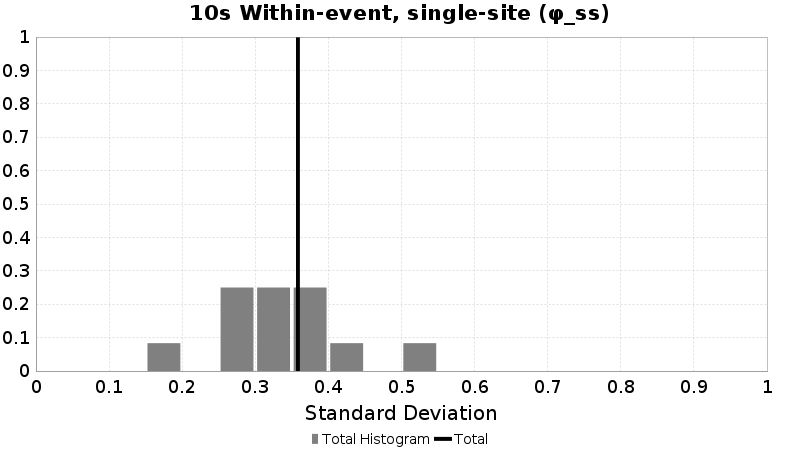 10s Within-event, single-site (φ_ss)
1
0.9
0.8
0.7
0.6
0.5
0.4
0.3
0.2
0.1
0
0 0.1 0.2 0.3 0.4 0.5 0.6 0.7 0.8 0.9 1
Standard Deviation
Total Histogram Total